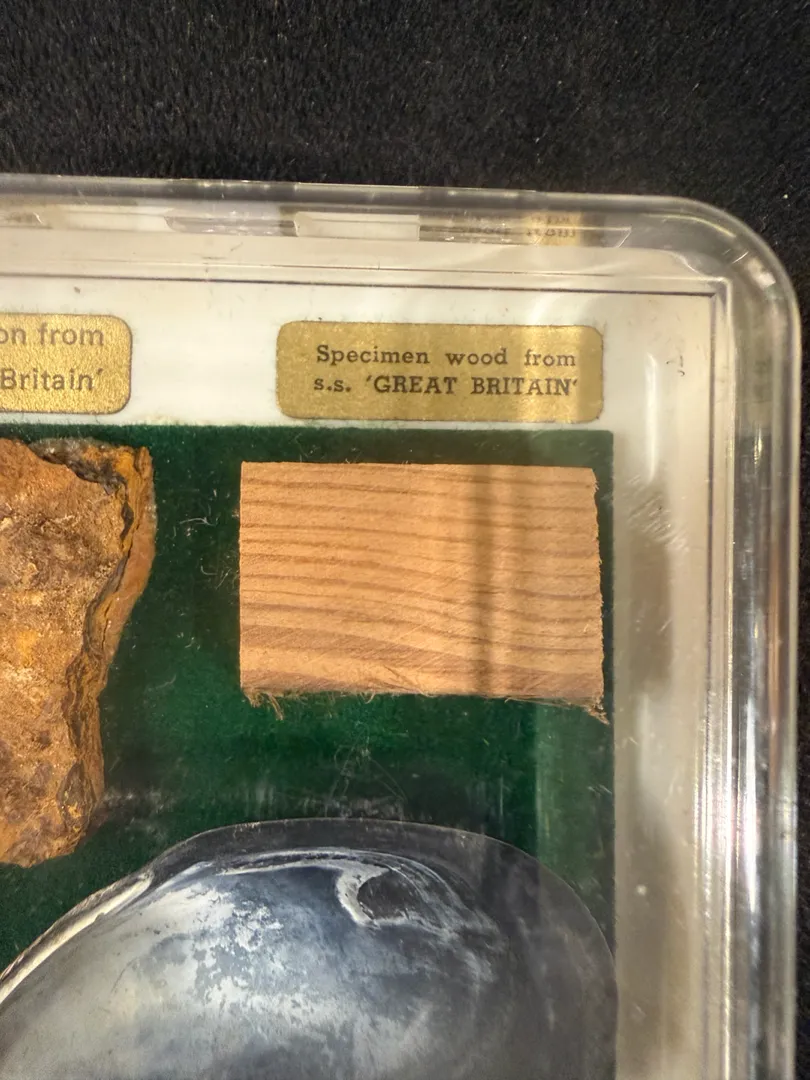 on from
Britain'
Specimen wood from
s.s. 'GREAT BRITAIN'